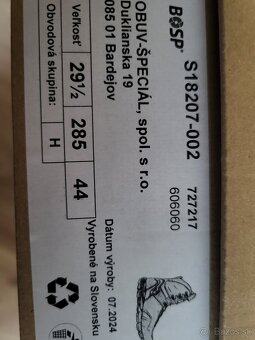 BOSP® S18207-002
OBUV-ŠPECIÁL, spol. s r.o.
Duklianska 19
085 01 Bardejov
727217
606060
Veľkosť 29½ 285 44
Obvodová skupina: H
Dátum výroby: 07.2024
Vyrobené na Slovensku